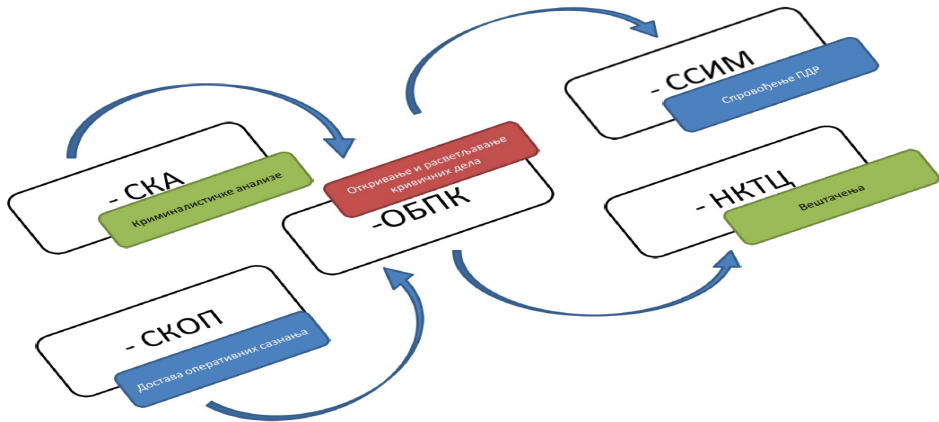 - СКА
Криминалистичке анализе
- СКОП
Достава оперативних сазнања
Откривање и расветљавање
кривичних дела
-ОБПК
- ССИМ
Спровођење ПДР
- НКТЦ
Вештачења